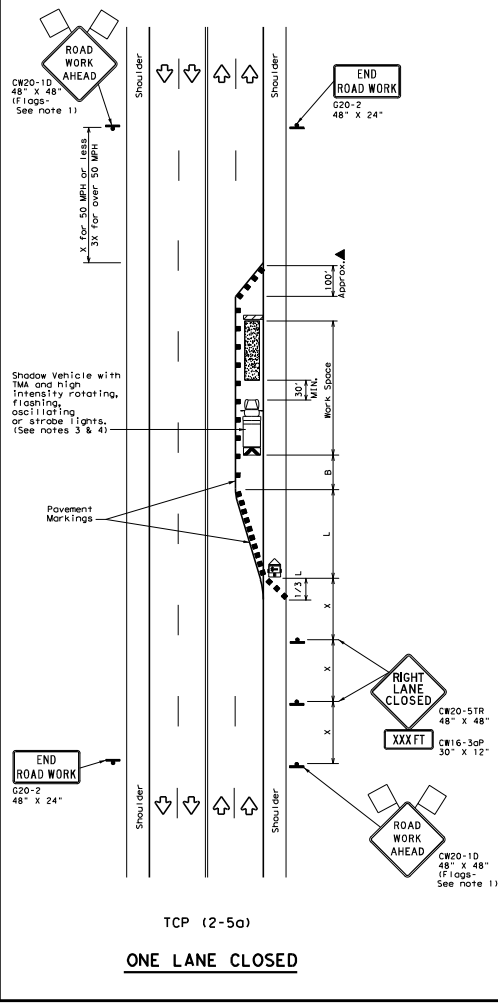 ROAD
WORK
AHEAD
CW20-1D
48" X 48"
(Flags-
See note 1)
Shoulder
Shoulder
END
ROAD WORK
G20-2
48" X 24"
X for 50 MPH or less
3X for over 50 MPH
100'
Approx.
Shadow Vehicle with
TMA and high
intensity rotating,
flashing,
oscillating
or strobe lights.
(See notes 3 & 4)
30'
MIN.
Work Space
B
Pavement
Markings
L
1/3 L
X
X
X
RIGHT
LANE
CLOSED
CW20-5TR
48" X 48"
XXX FT
CW16-3aP
30" X 12"
END
ROAD WORK
G20-2
48" X 24"
Shoulder
Shoulder
ROAD
WORK
AHEAD
CW20-1D
48" X 48"
(Flags-
See note 1)
TCP (2-5a)
ONE LANE CLOSED